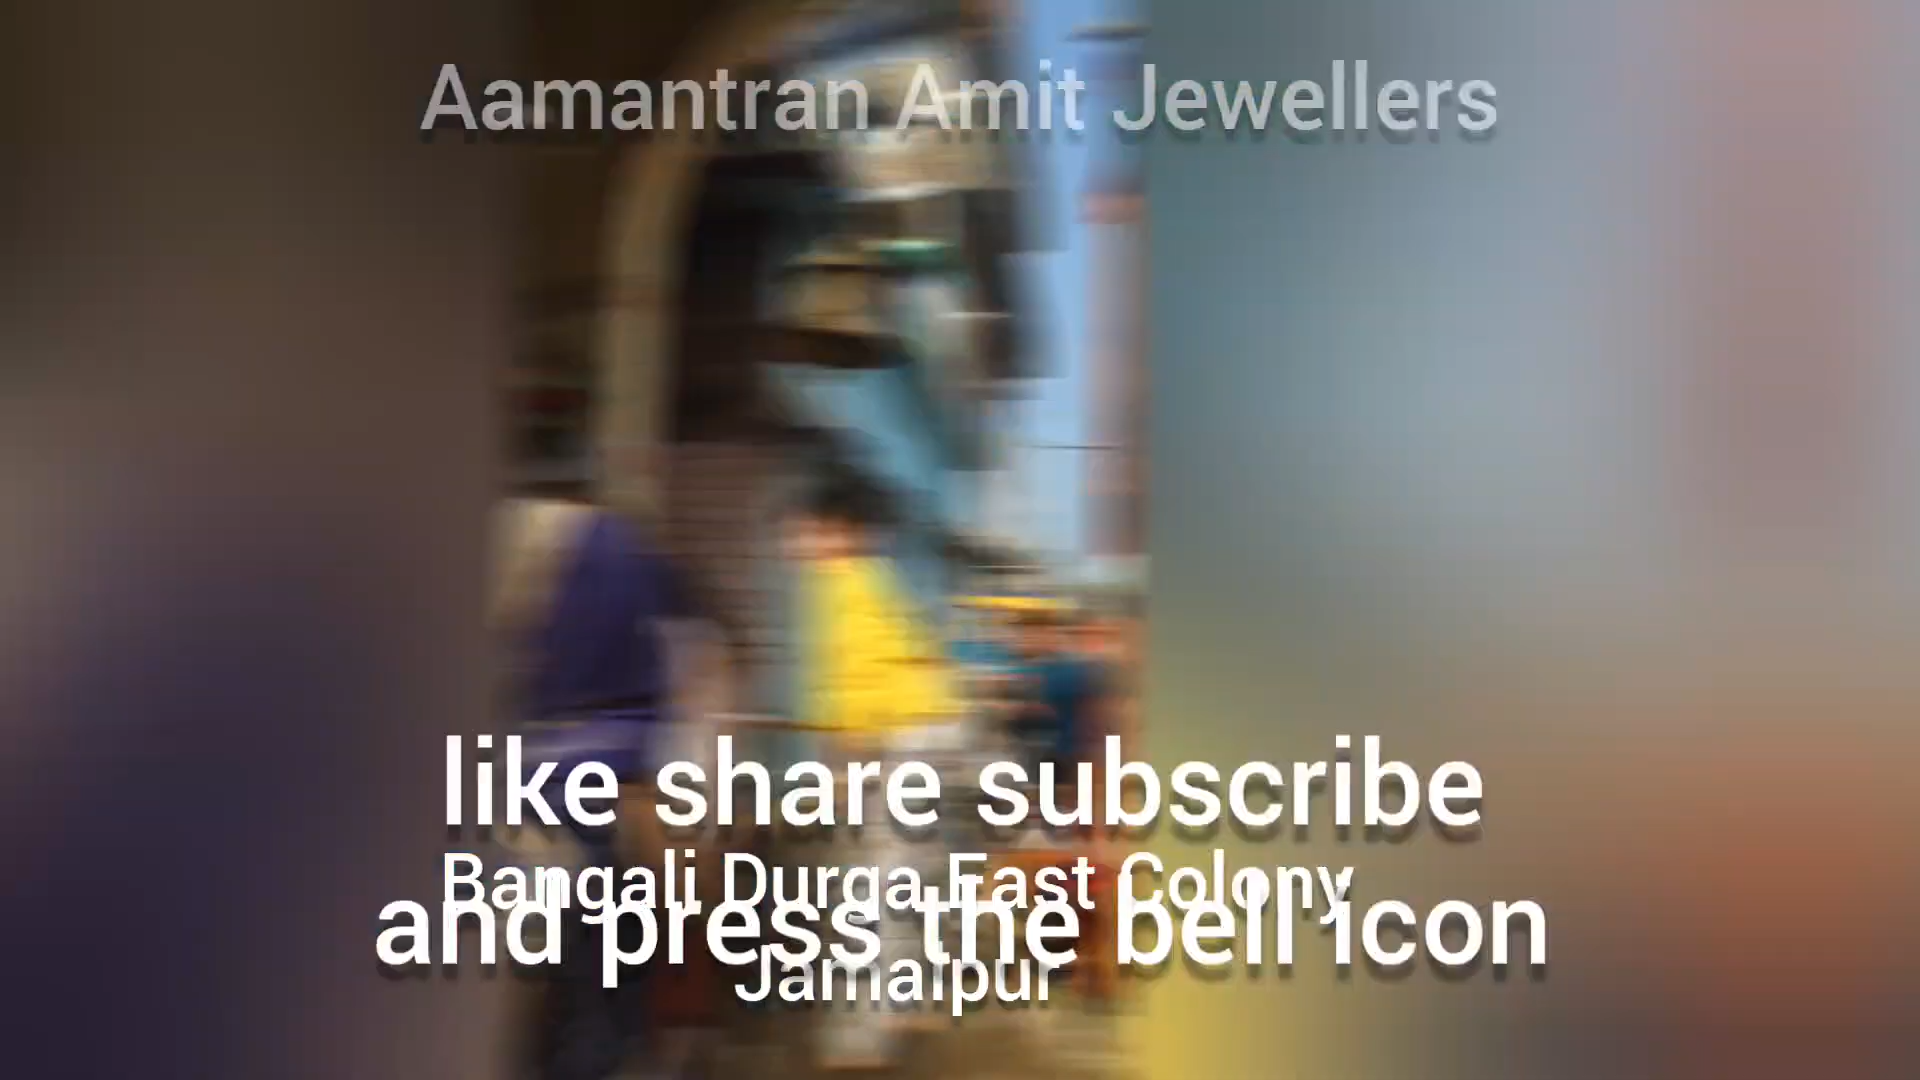 Aamantran Amit Jewellers
like share subscribe
Bangali Durga East Colony
and press the bell icon
Jamalpur